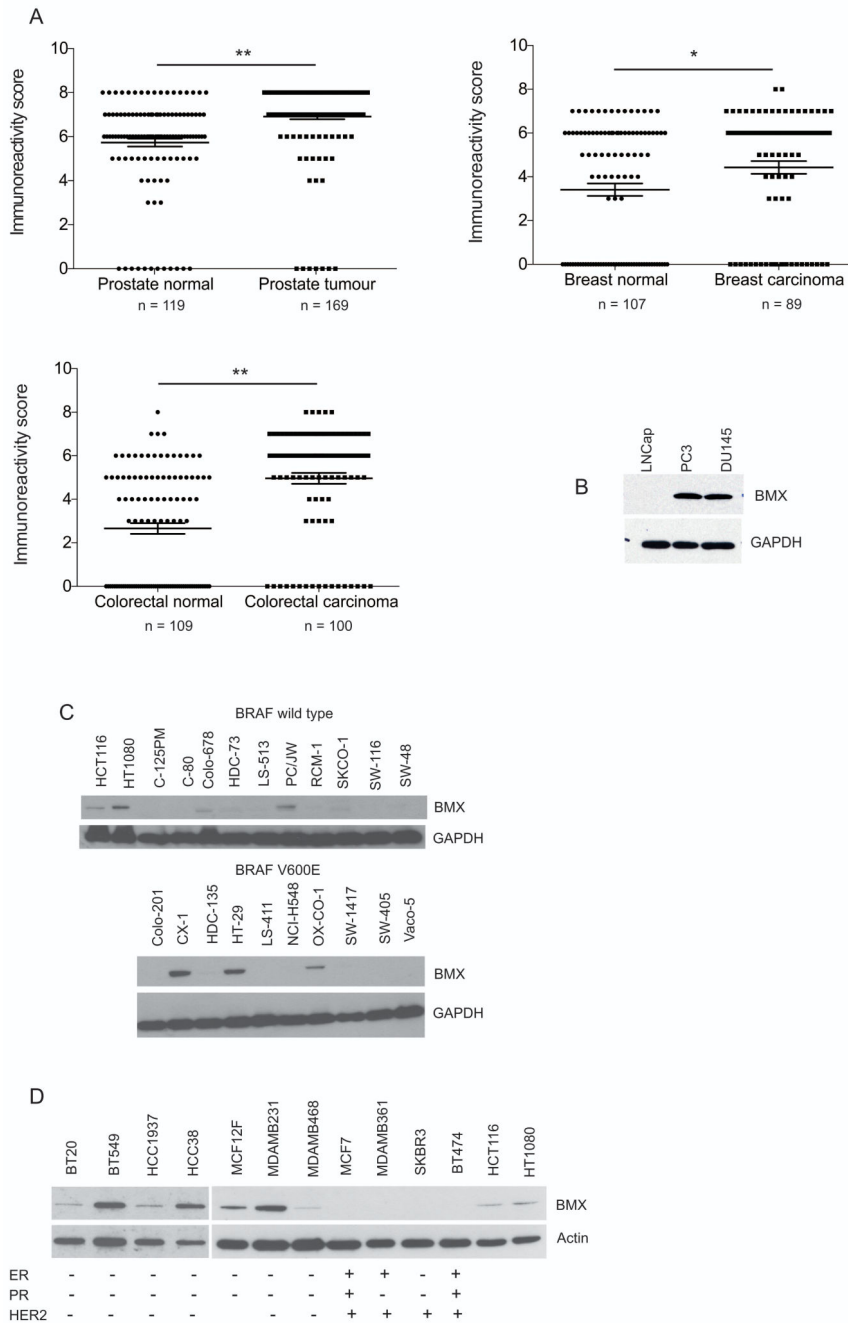 A
Immunoreactivity score
10
8
6
4
2
0
**
Prostate normal Prostate tumour
n = 119 n = 169
Immunoreactivity score
10
8
6
4
2
0
*
Breast normal Breast carcinoma
n = 107 n = 89
Immunoreactivity score
10
8
6
4
2
0
**
Colorectal normal Colorectal carcinoma
n = 109 n = 100
B
LNCap PC3 DU145
BMX
GAPDH
C
BRAF wild type
HCT116 HT1080 C-125PM C-80 Colo-678 HDC-73 LS-513 PC/JW RCM-1 SKCO-1 SW-116 SW-48
BMX
GAPDH
BRAF V600E
Colo-201 CX-1 HDC-135 HT-29 LS-411 NCI-H548 OX-CO-1 SW-1417 SW-405 Vaco-5
BMX
GAPDH
D
BT20 BT549 HCC1937 HCC38 MCF12F MDAMB231 MDAMB468 MCF7 MDAMB361 SKBR3 BT474 HCT116 HT1080
BMX
Actin
ER - - - - - - - + + - +
PR - - - - - - - + - - +
HER2 - - - - - - - + + + +